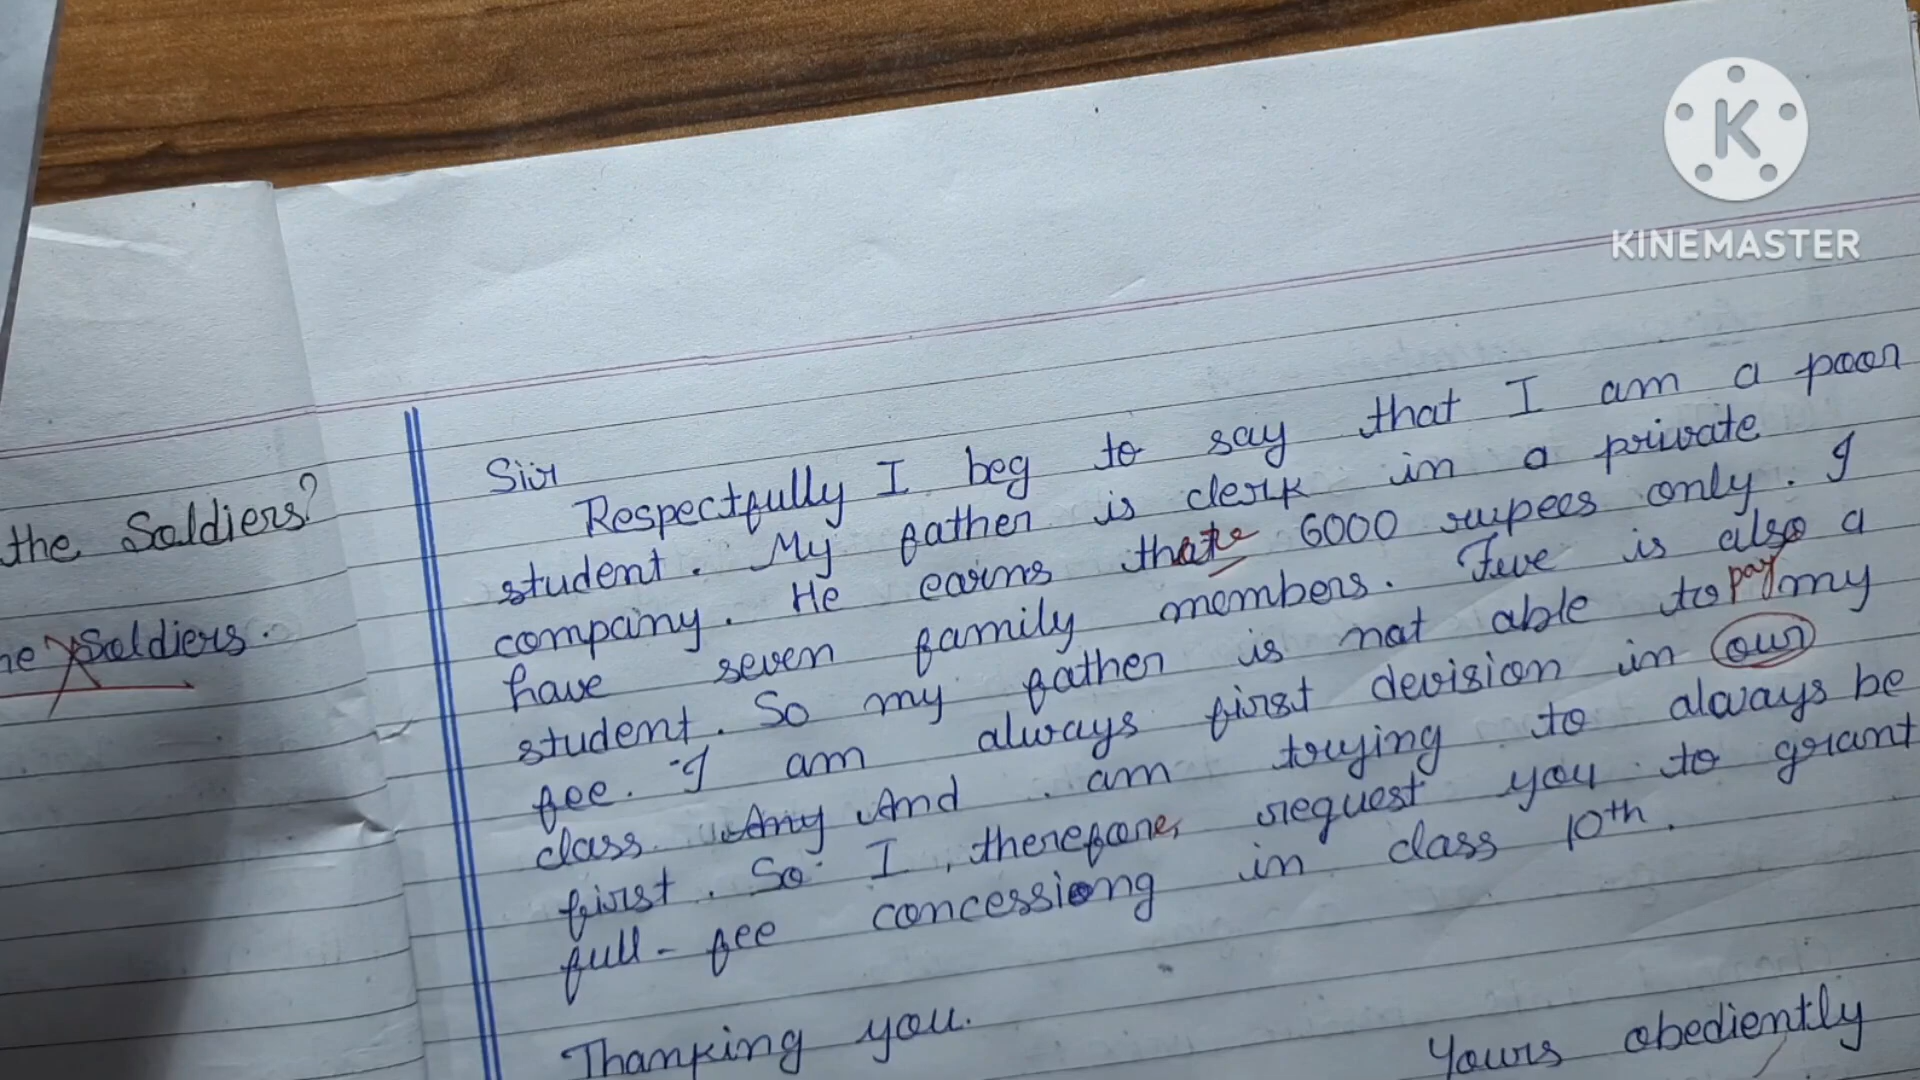 KINEMASTER
the Soldiers?
Soldiers.
Sir
Respectfully I beg to say that I am a poor
student. My father is clerk in a private
company. He earns 6000 rupees only. I
have seven family members. Five is also a
student. So my father is not able to pay my
fee. I am always first devision in our
class And am trying to always be
first. So I, therefore, request you to grant
full-fee concessiong in class 10th.
Thanking you.
Yours obediently